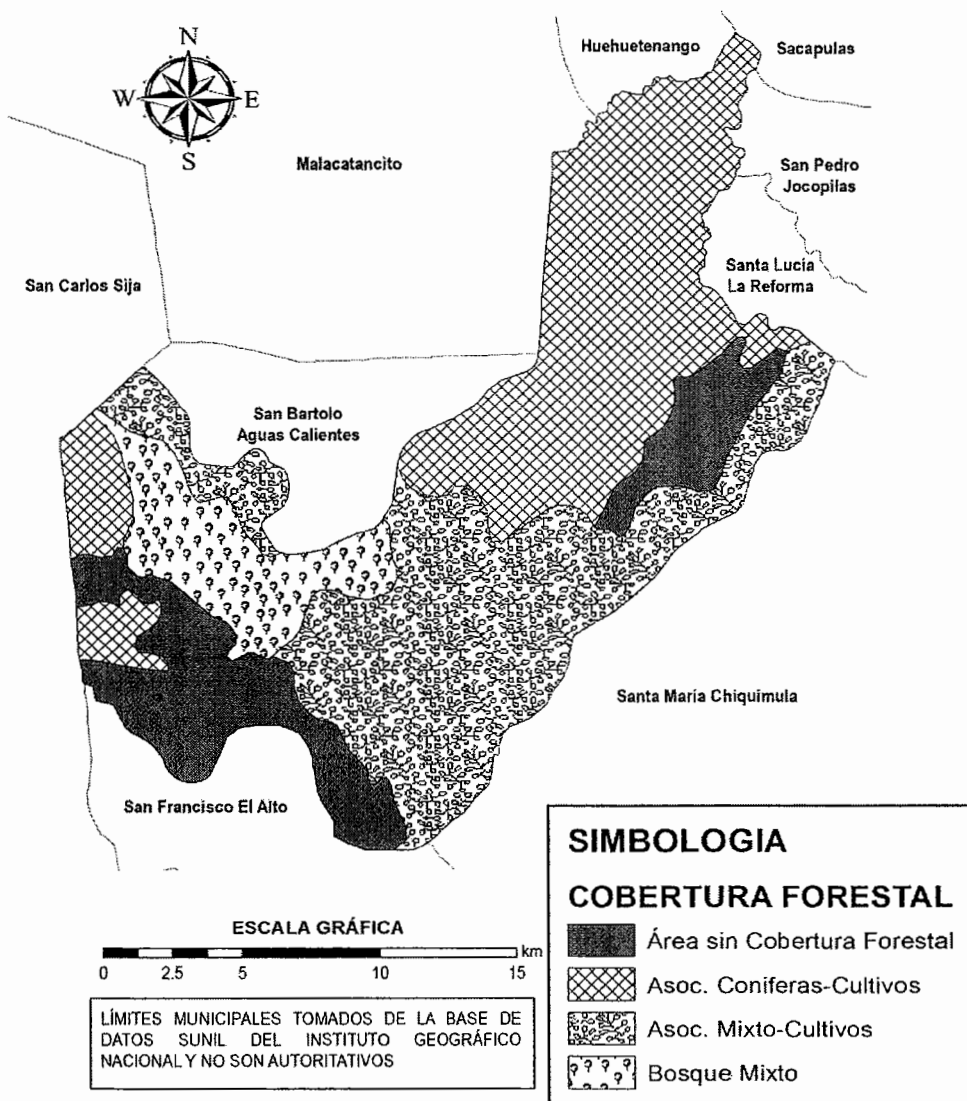 Huehuetenango
Sacapulas
N
W E
S
Malacatancito
San Pedro
Jocopilas
San Carlos Sija
Santa Lucía
La Reforma
San Bartolo
Aguas Calientes
Santa María Chiquimula
San Francisco El Alto
ESCALA GRÁFICA
km
0 2.5 5 10 15
LÍMITES MUNICIPALES TOMADOS DE LA BASE DE
DATOS SUNIL DEL INSTITUTO GEOGRÁFICO
NACIONAL Y NO SON AUTORITATIVOS
SIMBOLOGIA
COBERTURA FORESTAL
Área sin Cobertura Forestal
Asoc. Coníferas-Cultivos
Asoc. Mixto-Cultivos
Bosque Mixto